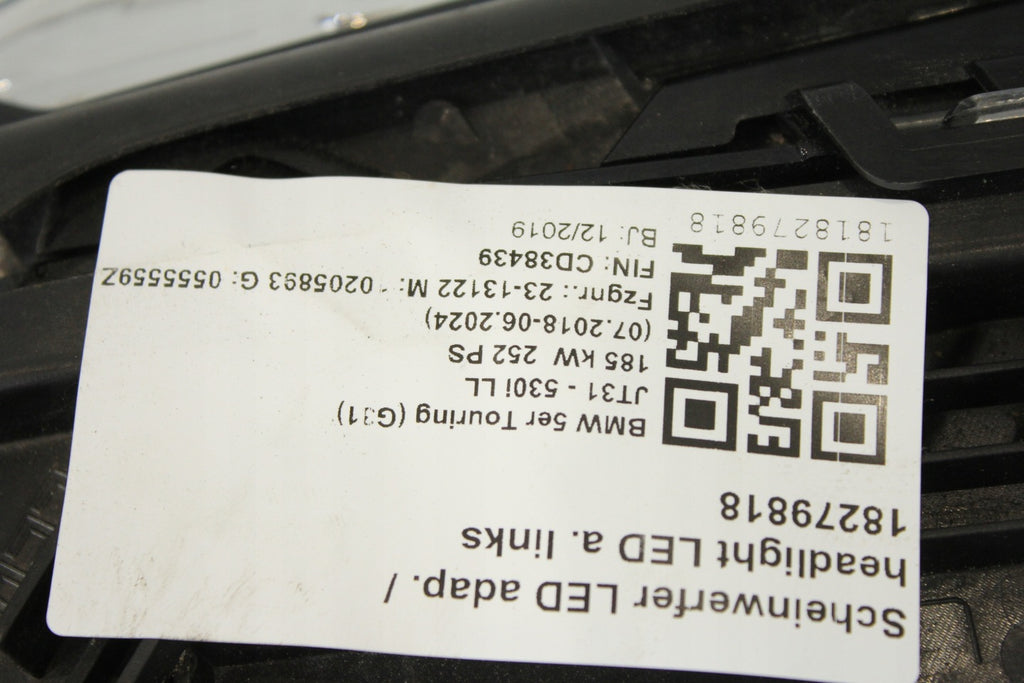 Scheinwerfer LED adap. /
headlight LED a. links
18279818
BMW 5er Touring (G31)
JT31 - 530i LL
185 kW 252 PS
(07.2018-06.2024)
Fzgnr.: 23-13122 M: 0205893 G: 0555559Z
FIN: CD38439
BJ: 12/2019
1818279818